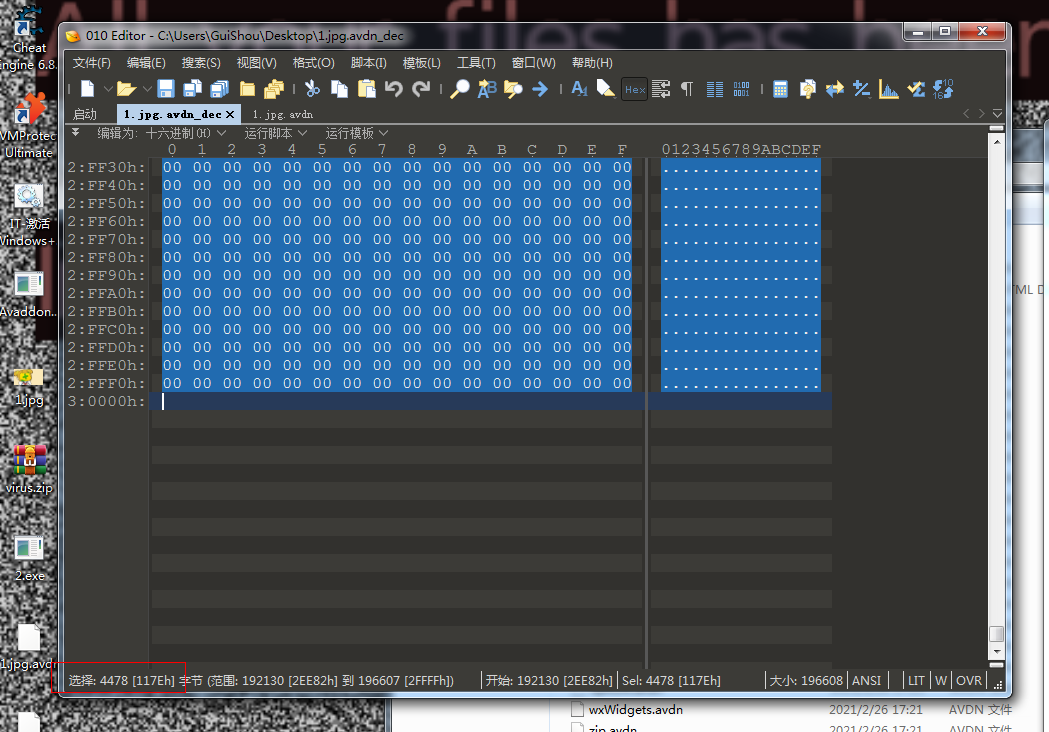 All your files has been
010 Editor - C:\Users\GuiShou\Desktop\1.jpg.avdn_dec
文件(F) 编辑(E) 搜索(S) 视图(V) 格式(O) 脚本(I) 模板(L) 工具(T) 窗口(W) 帮助(H)
Hex
启动 1.jpg.avdn_dec 1.jpg.avdn
编辑为: 十六进制(H) 运行脚本 运行模板
0 1 2 3 4 5 6 7 8 9 A B C D E F 0123456789ABCDEF
2:FF30h: 00 00 00 00 00 00 00 00 00 00 00 00 00 00 00 00 ................
2:FF40h: 00 00 00 00 00 00 00 00 00 00 00 00 00 00 00 00 ................
2:FF50h: 00 00 00 00 00 00 00 00 00 00 00 00 00 00 00 00 ................
2:FF60h: 00 00 00 00 00 00 00 00 00 00 00 00 00 00 00 00 ................
2:FF70h: 00 00 00 00 00 00 00 00 00 00 00 00 00 00 00 00 ................
2:FF80h: 00 00 00 00 00 00 00 00 00 00 00 00 00 00 00 00 ................
2:FF90h: 00 00 00 00 00 00 00 00 00 00 00 00 00 00 00 00 ................
2:FFA0h: 00 00 00 00 00 00 00 00 00 00 00 00 00 00 00 00 ................
2:FFB0h: 00 00 00 00 00 00 00 00 00 00 00 00 00 00 00 00 ................
2:FFC0h: 00 00 00 00 00 00 00 00 00 00 00 00 00 00 00 00 ................
2:FFD0h: 00 00 00 00 00 00 00 00 00 00 00 00 00 00 00 00 ................
2:FFE0h: 00 00 00 00 00 00 00 00 00 00 00 00 00 00 00 00 ................
2:FFF0h: 00 00 00 00 00 00 00 00 00 00 00 00 00 00 00 00 ................
3:0000h:
选择: 4478 [117Eh] 字节 (范围: 192130 [2EE82h] 到 196607 [2FFFFh]) 开始: 192130 [2EE82h] Sel: 4478 [117Eh] 大小: 196608 ANSI LIT W OVR
Cheat
ngine 6.8.
VMProtec
Ultimate
IT-激活
Windows+
Avaddon..
1.jpg
virus.zip
2.exe
1.jpg.avdn
TML D
wxWidgets.avdn 2021/2/26 17:21 AVDN 文件
zip.avdn 2021/2/26 17:21 AVDN 文件